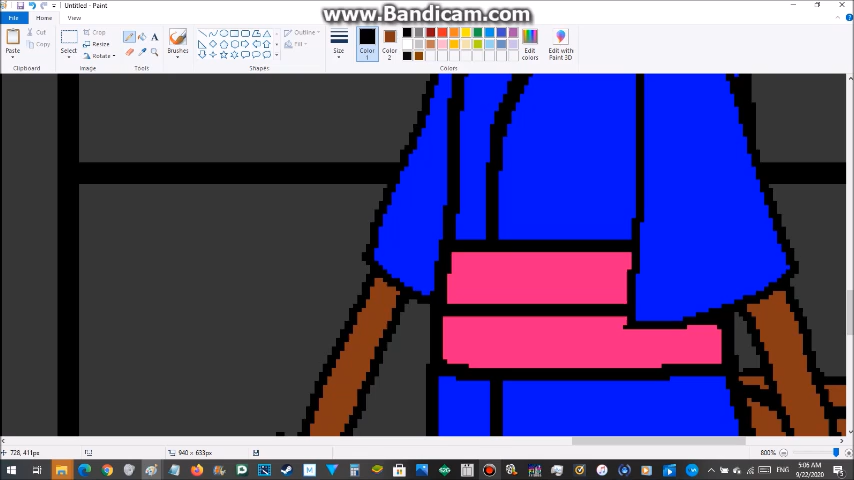 www.Bandicam.com
Untitled - Paint
File
Home
View
Paste
Cut
Copy
Clipboard
Select
Crop
Resize
Rotate
Image
A
Tools
Brushes
Shapes
Outline
Fill
Size
Color 1
Color 2
Colors
Edit colors
Edit with Paint 3D
728, 411px
940 × 633px
800%
ENG
5:06 AM
9/22/2020